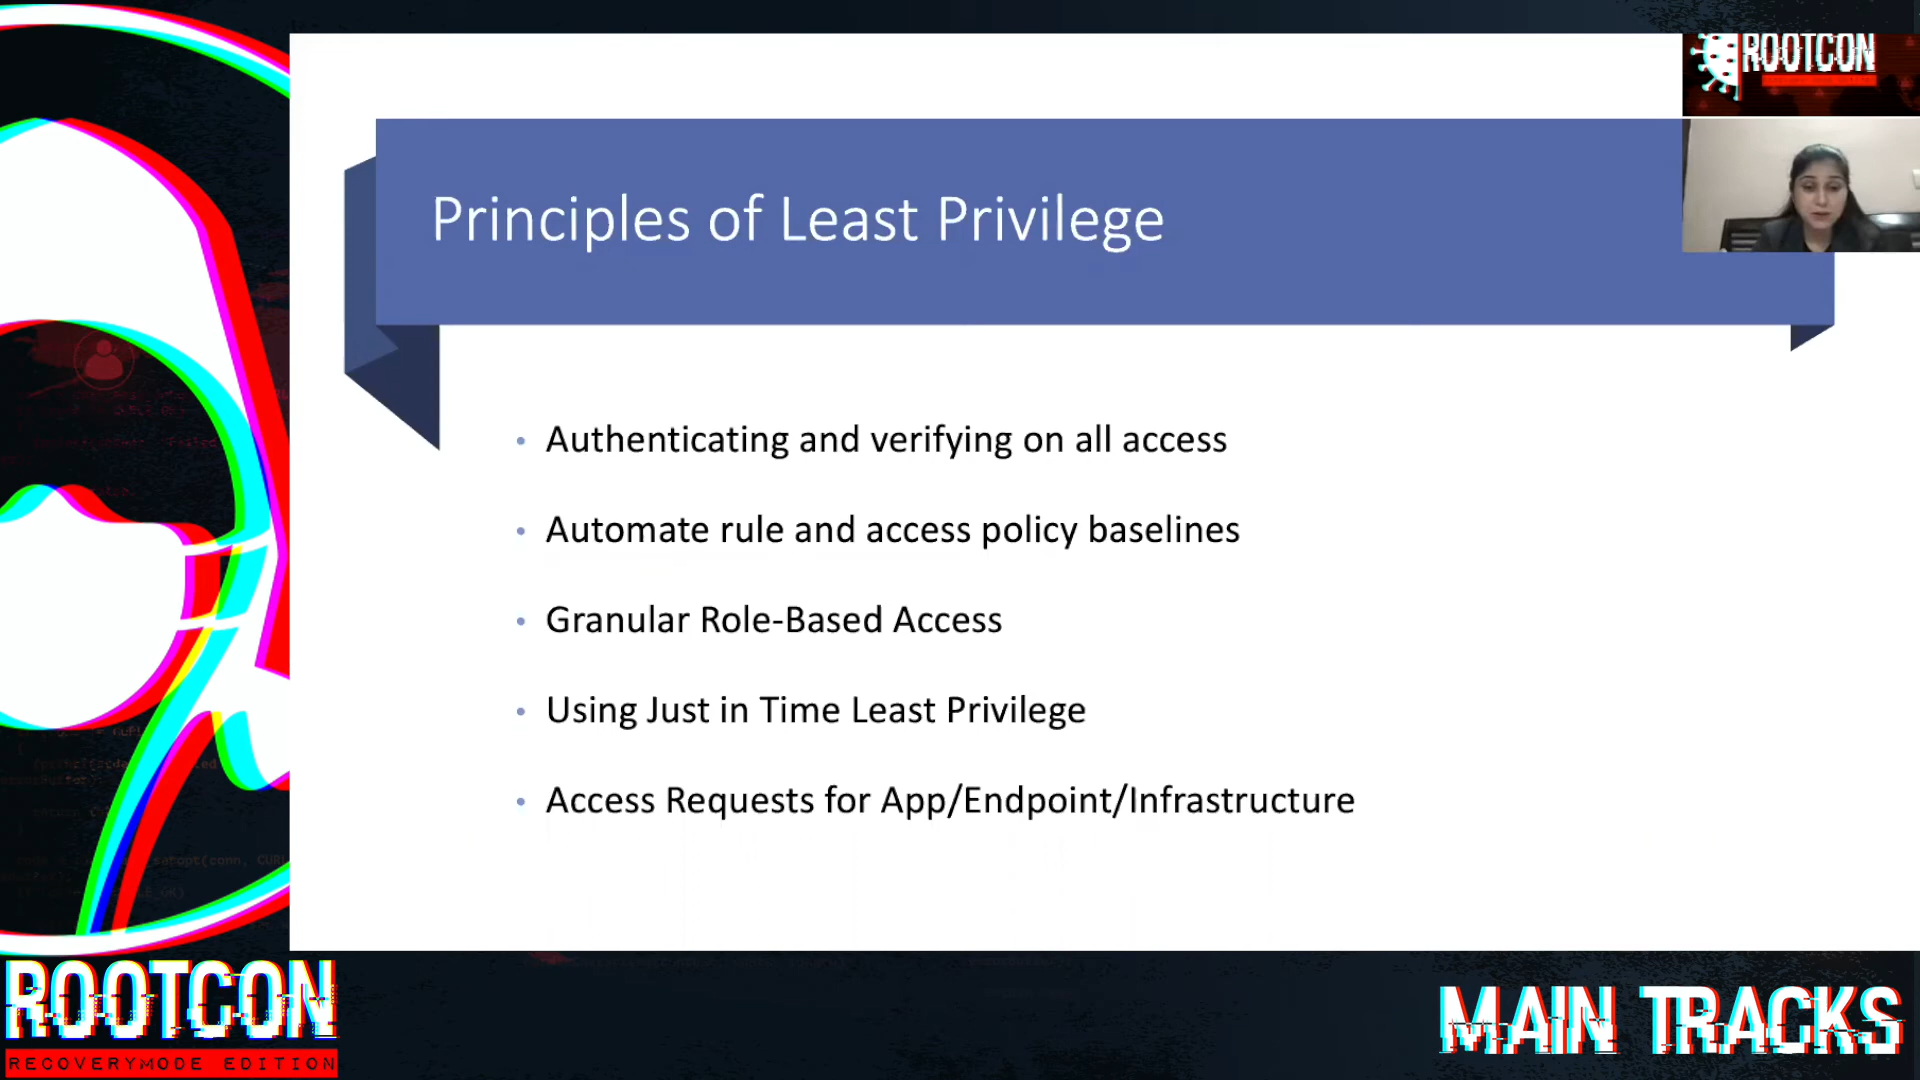 ROOTCON
Principles of Least Privilege
• Authenticating and verifying on all access
• Automate rule and access policy baselines
• Granular Role-Based Access
• Using Just in Time Least Privilege
• Access Requests for App/Endpoint/Infrastructure
ROOTCON
RECOVERYMODE EDITION
MAIN TRACKS